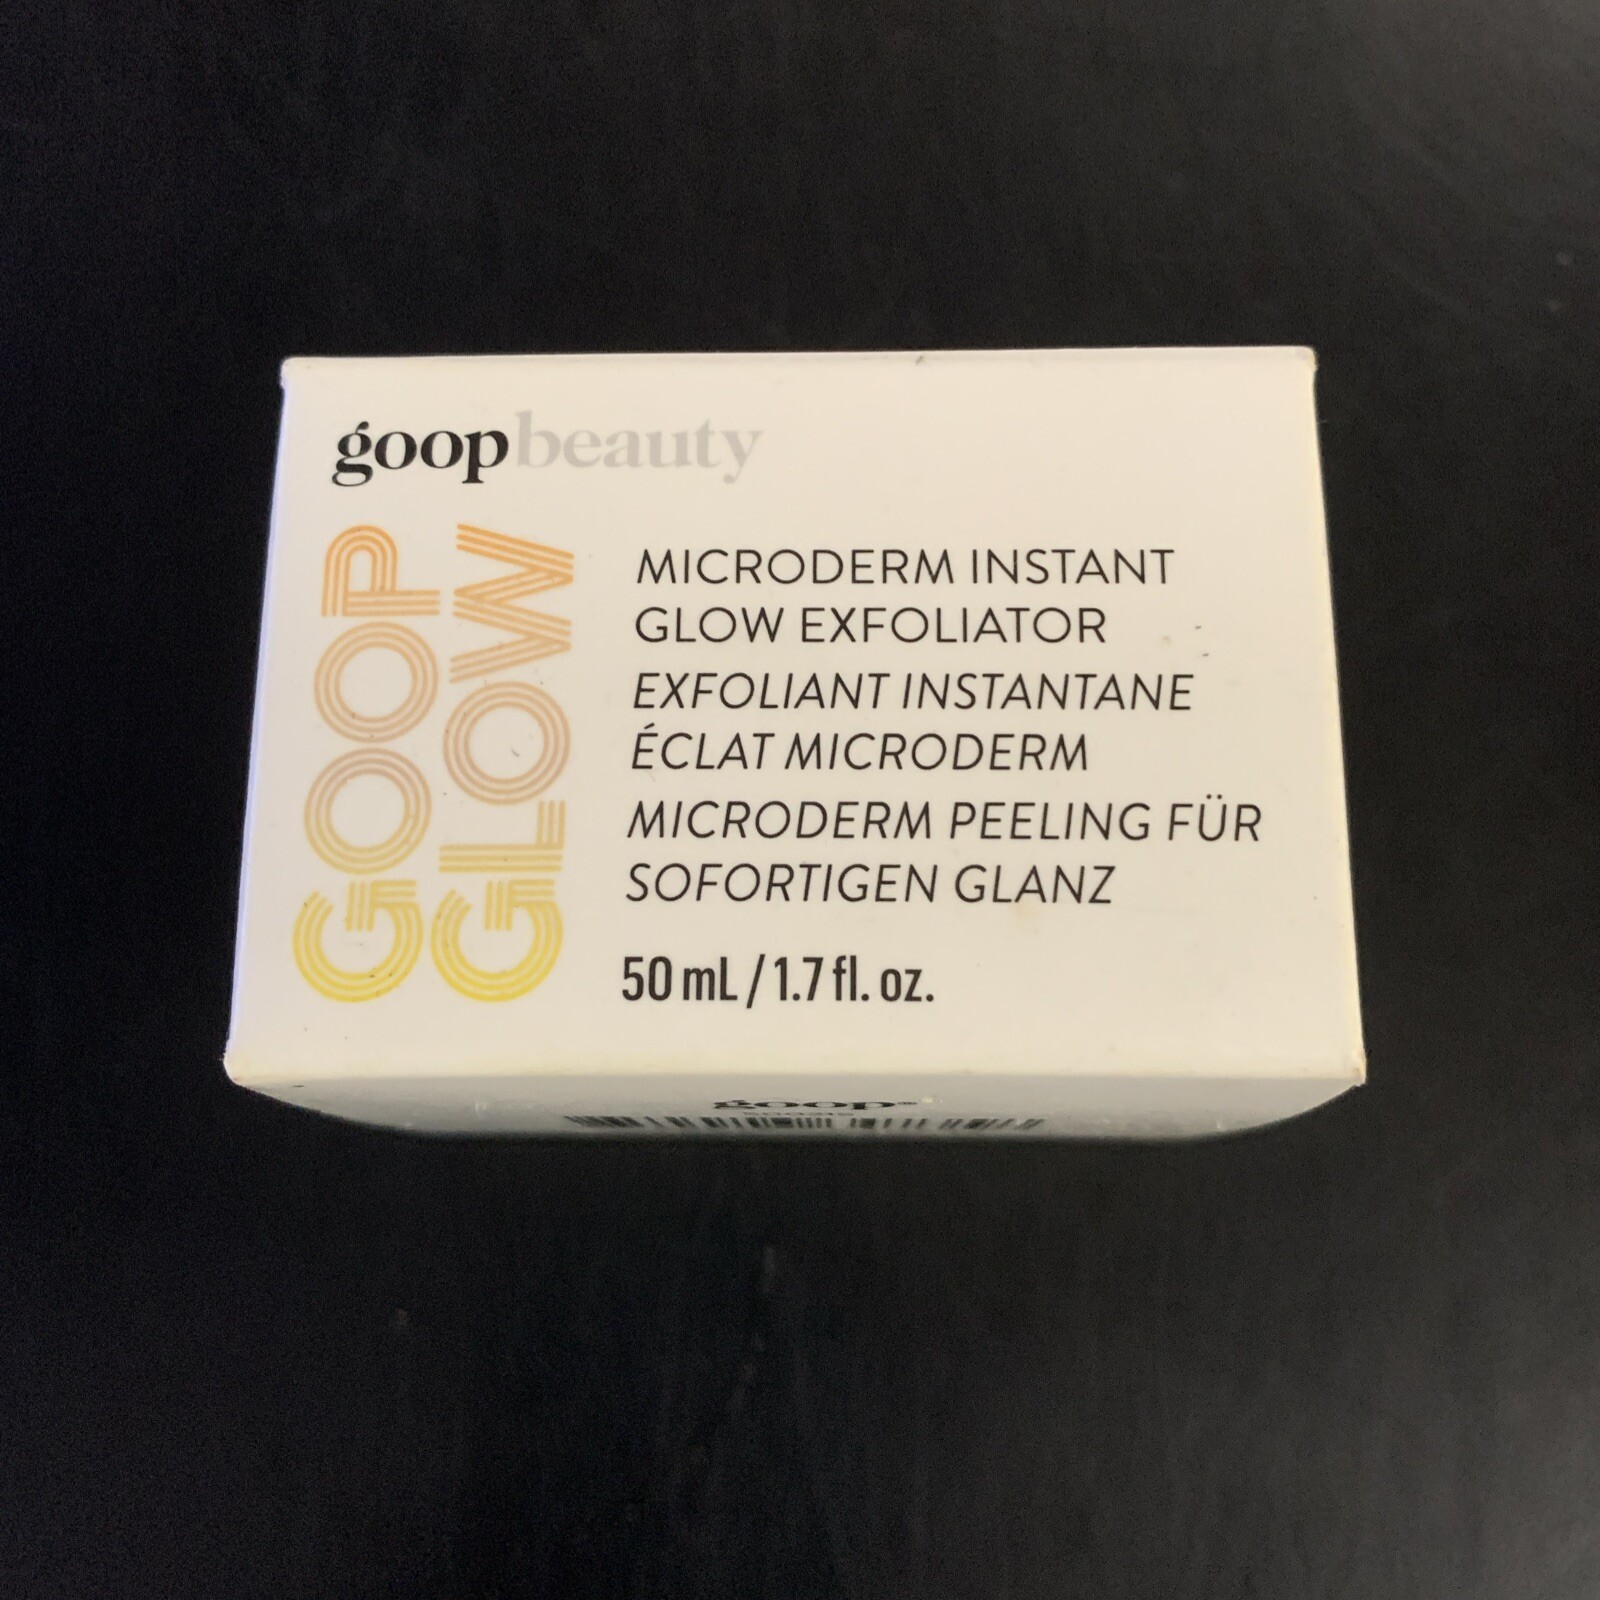 goopbeauty
GOOP
GLOW
MICRODERM INSTANT
GLOW EXFOLIATOR
EXFOLIANT INSTANTANE
ÉCLAT MICRODERM
MICRODERM PEELING FÜR
SOFORTIGEN GLANZ
50 mL / 1.7 fl. oz.
goop®